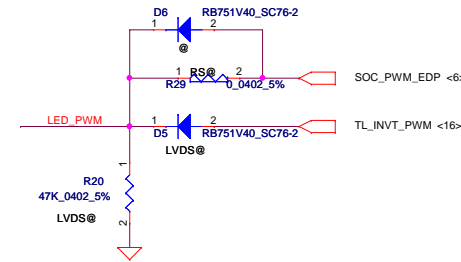 D6 RB751V40_SC76-2
1 2
@
1 RS@ 2
R29 0_0402_5%
SOC_PWM_EDP <6>
LED_PWM
1 2
D5 RB751V40_SC76-2
TL_INVT_PWM <16>
LVDS@
1
R20
47K_0402_5%
LVDS@
2